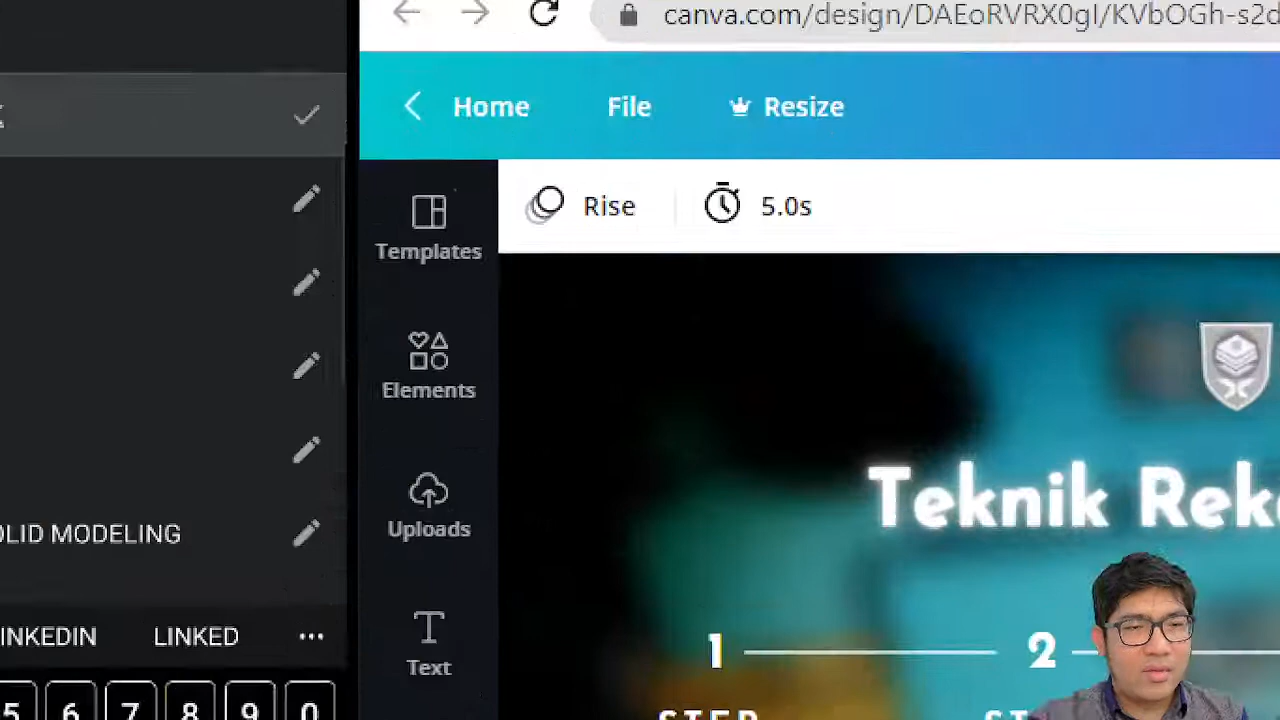 canva.com/design/DAEoRVRX0gI/KVbOGh-s2d
Home File Resize
Rise 5.0s
Templates
Elements
Uploads
Text
Teknik Rek
1 2
STEP
OLID MODELING
INKEDIN LINKED ...
5 6 7 8 9 0